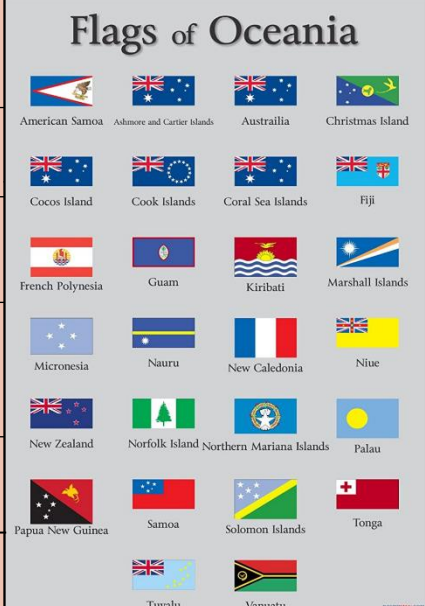 Flags of Oceania
American Samoa Ashmore and Cartier Islands Austrailia Christmas Island
Cocos Island Cook Islands Coral Sea Islands Fiji
French Polynesia Guam Kiribati Marshall Islands
Micronesia Nauru New Caledonia Niue
New Zealand Norfolk Island Northern Mariana Islands Palau
Papua New Guinea Samoa Solomon Islands Tonga
Tuvalu Vanuatu